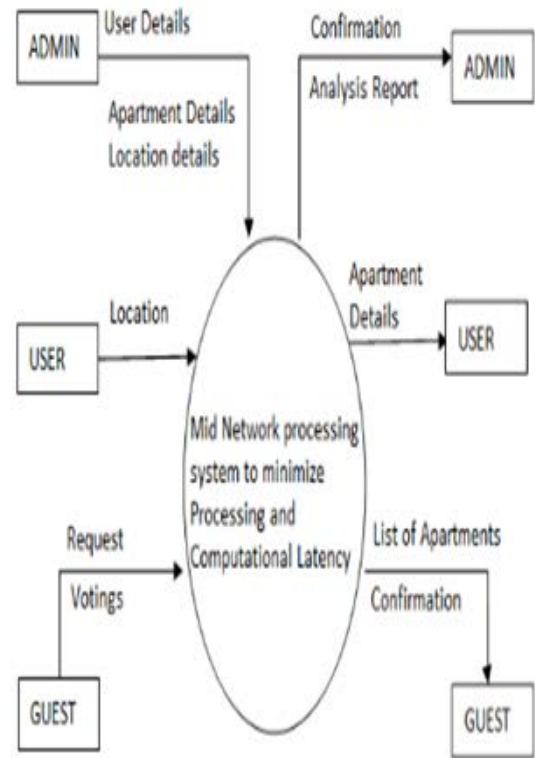 ADMIN
User Details
Apartment Details
Location details
Confirmation
Analysis Report
ADMIN
USER
Location
Apartment
Details
USER
Mid Network processing
system to minimize
Processing and
Computational Latency
Request
Votings
GUEST
List of Apartments
Confirmation
GUEST